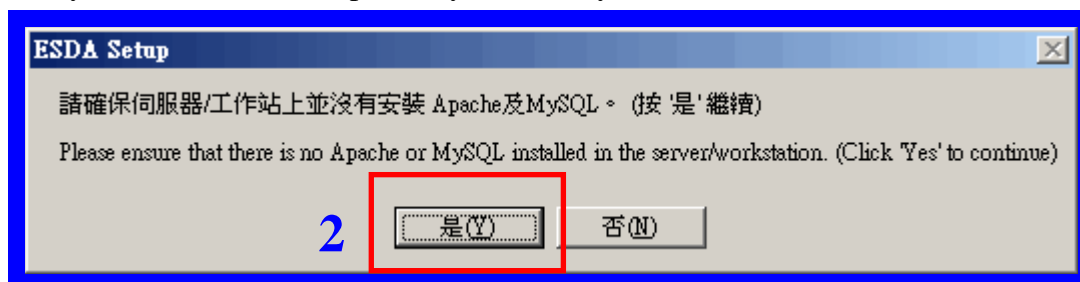 ESDA Setup
請確保伺服器/工作站上並沒有安裝 Apache及MySQL。 (按 '是' 繼續)
Please ensure that there is no Apache or MySQL installed in the server/workstation. (Click 'Yes' to continue)
2
是(Y) 否(N)